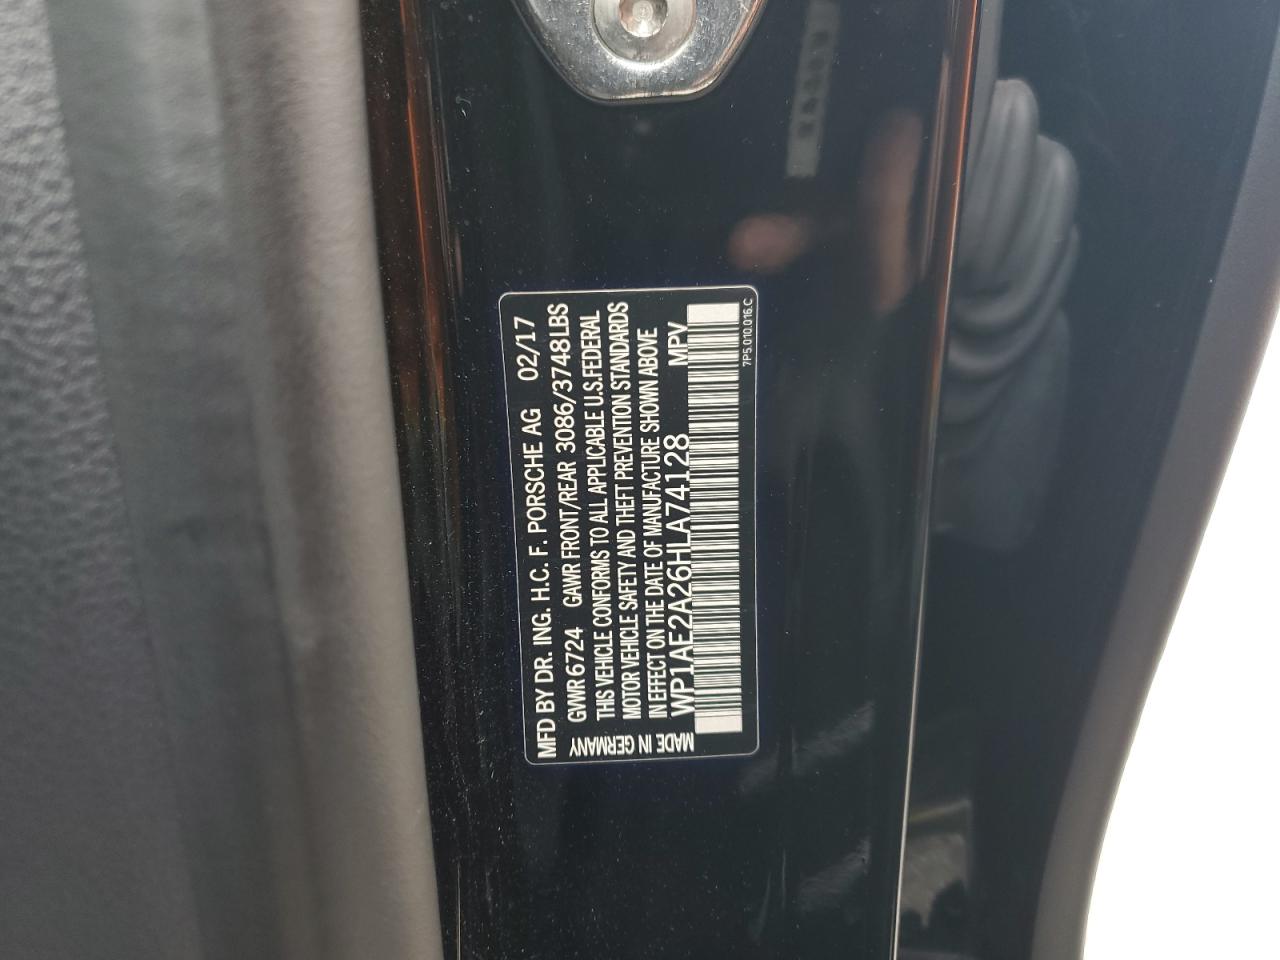 MFD BY DR. ING. H.C. F. PORSCHE AG 02/17
GVWR 6724 GAWR FRONT/REAR 3086/3748LBS
THIS VEHICLE CONFORMS TO ALL APPLICABLE U.S.FEDERAL
MOTOR VEHICLE SAFETY AND THEFT PREVENTION STANDARDS
IN EFFECT ON THE DATE OF MANUFACTURE SHOWN ABOVE
WP1AE2A26HLA74128 MPV
MADE IN GERMANY
7P5.010.016.C